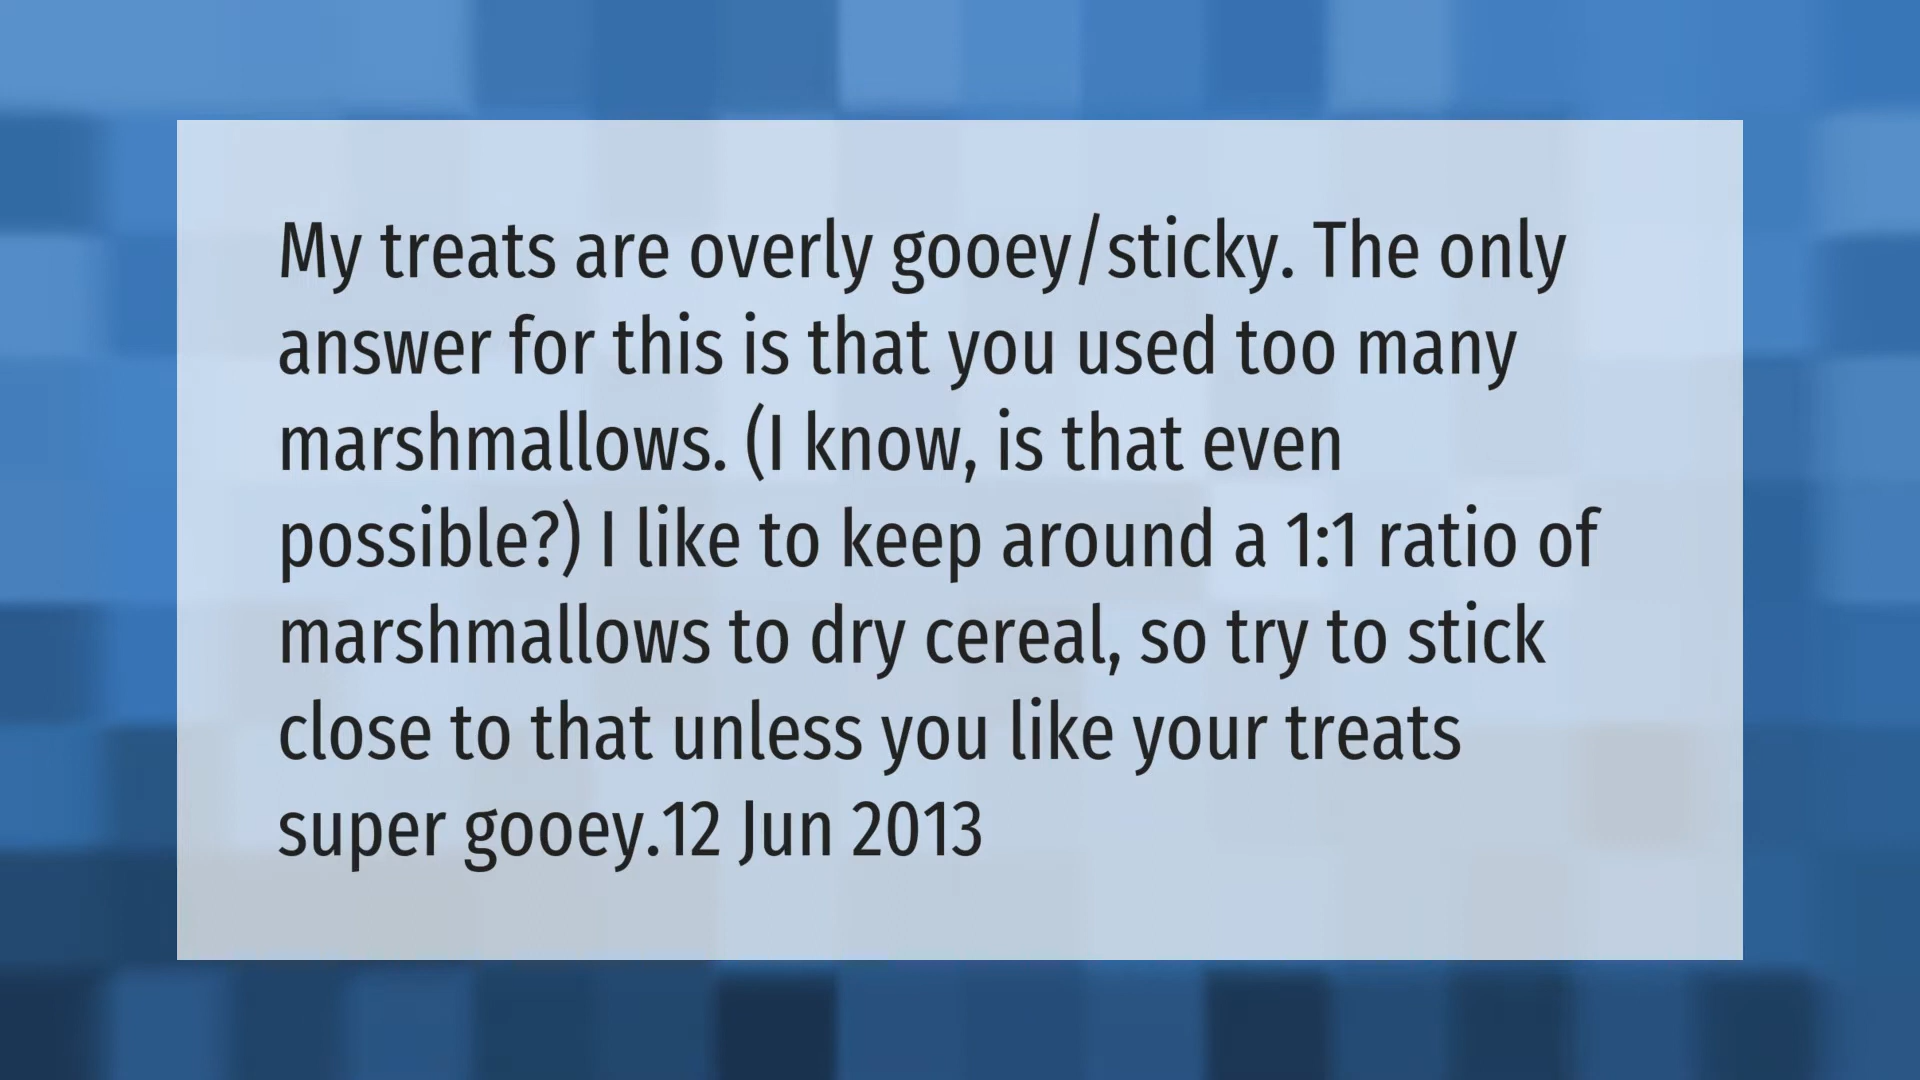 My treats are overly gooey/sticky. The only
answer for this is that you used too many
marshmallows. (I know, is that even
possible?) I like to keep around a 1:1 ratio of
marshmallows to dry cereal, so try to stick
close to that unless you like your treats
super gooey.12 Jun 2013